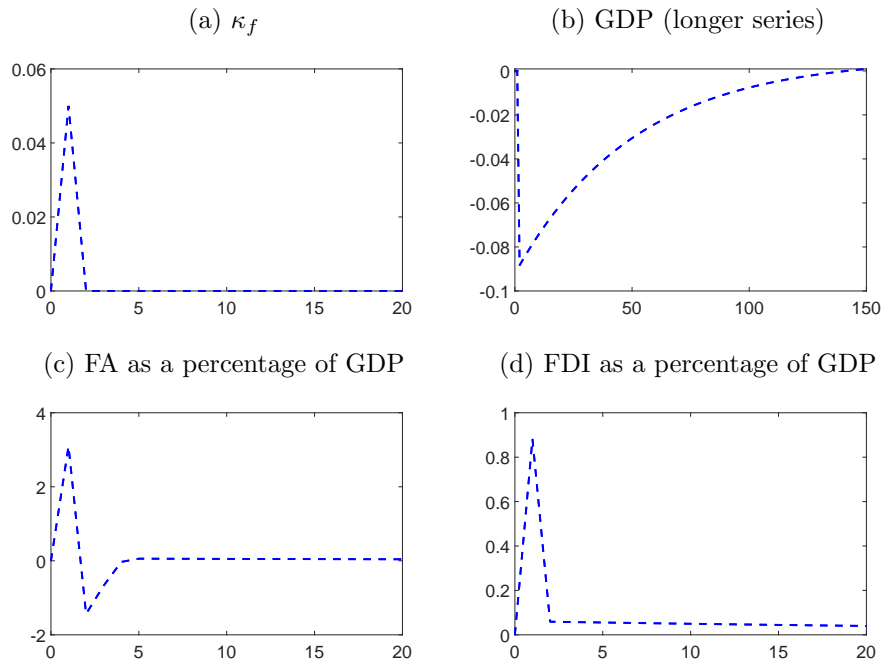 (a) κ_f
(b) GDP (longer series)
0.06
0.04
0.02
0
0 5 10 15 20
0
-0.02
-0.04
-0.06
-0.08
-0.1
0 50 100 150
(c) FA as a percentage of GDP
(d) FDI as a percentage of GDP
4
2
0
-2
0 5 10 15 20
1
0.8
0.6
0.4
0.2
0
0 5 10 15 20